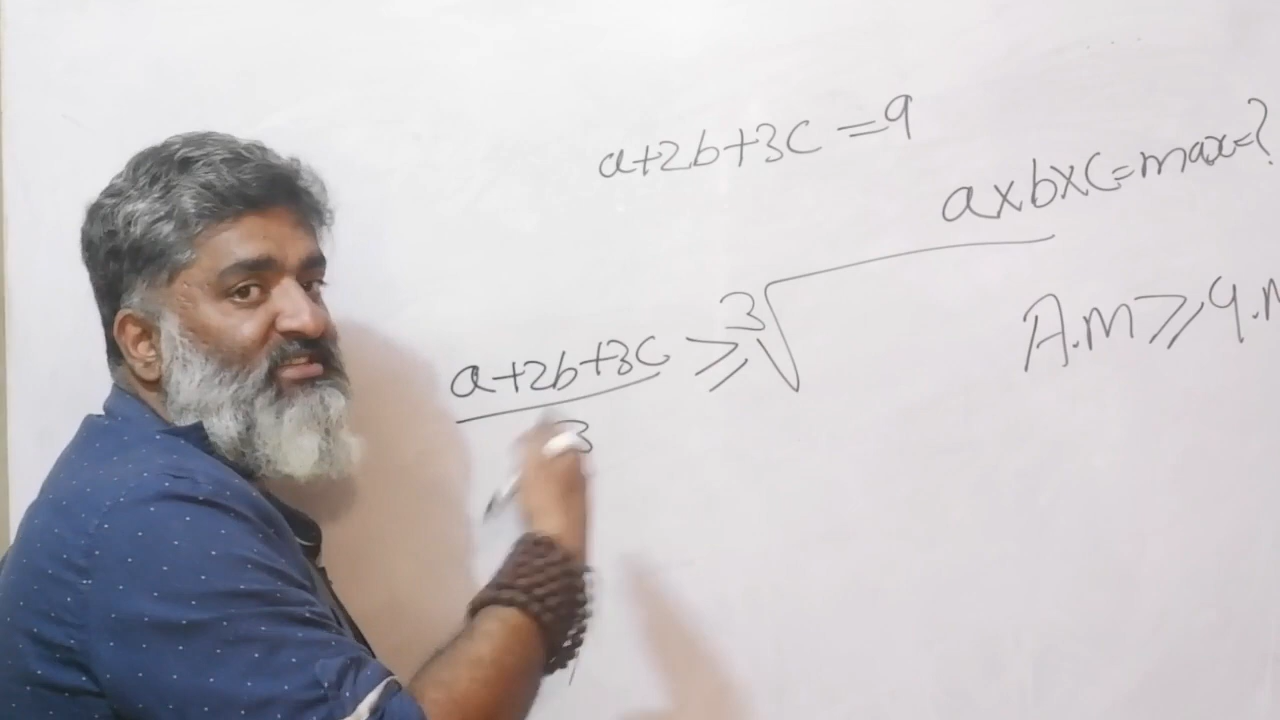 a+2b+3c=9
a×b×c=max=?
a+2b+3c/3 ≥ ∛
A.M≥G.M